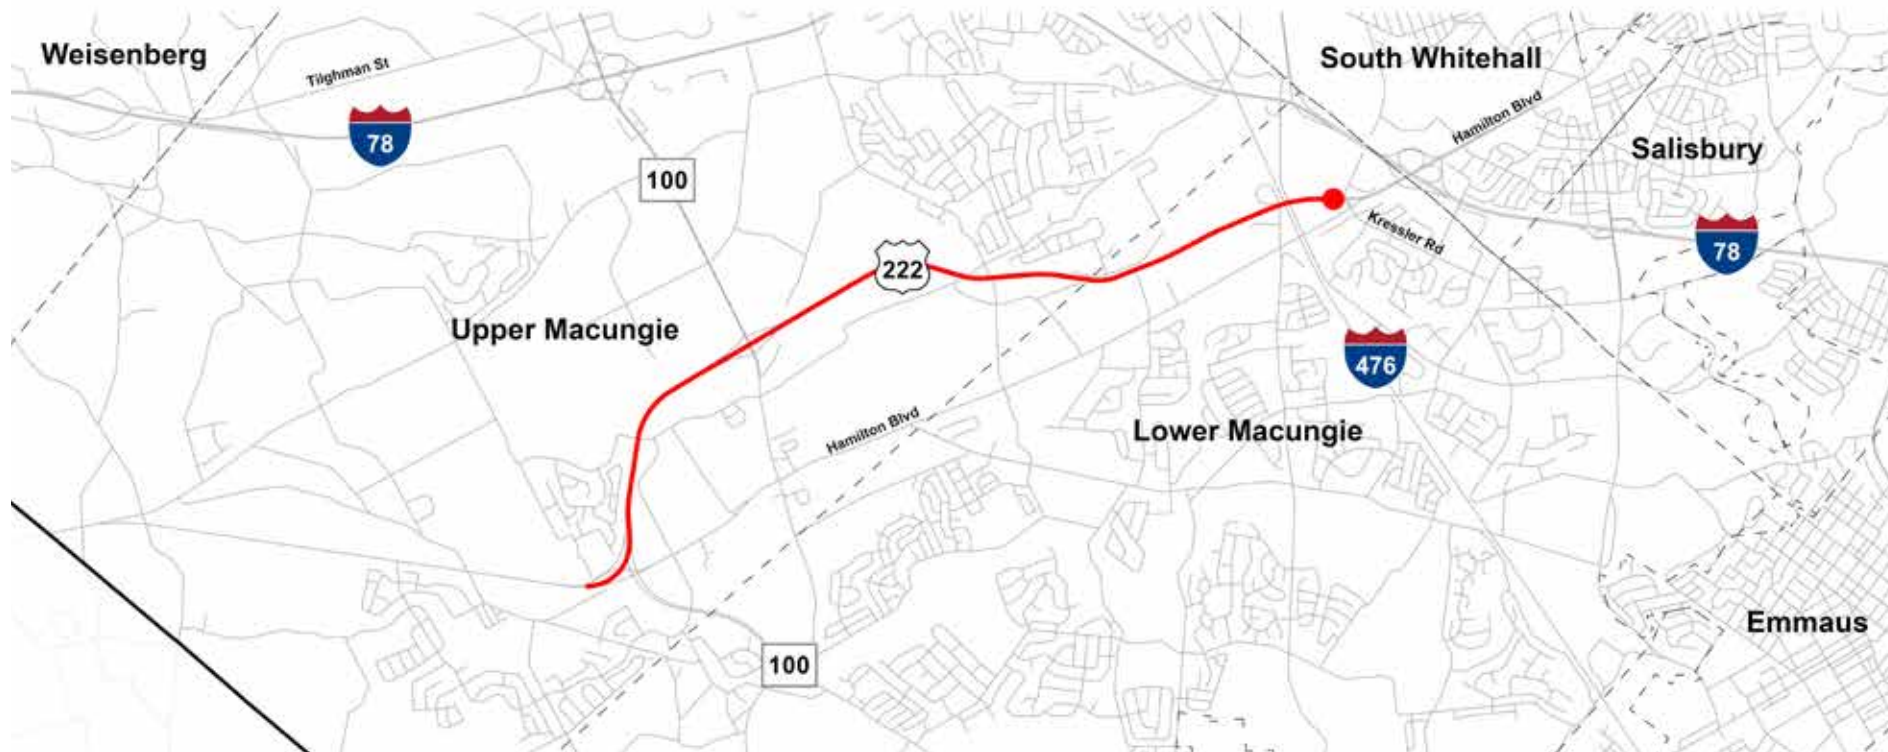 Weisenberg
Tilghman St
78
100
South Whitehall
Hamilton Blvd
Salisbury
Kressler Rd
78
222
Upper Macungie
476
Hamilton Blvd
Lower Macungie
Emmaus
100